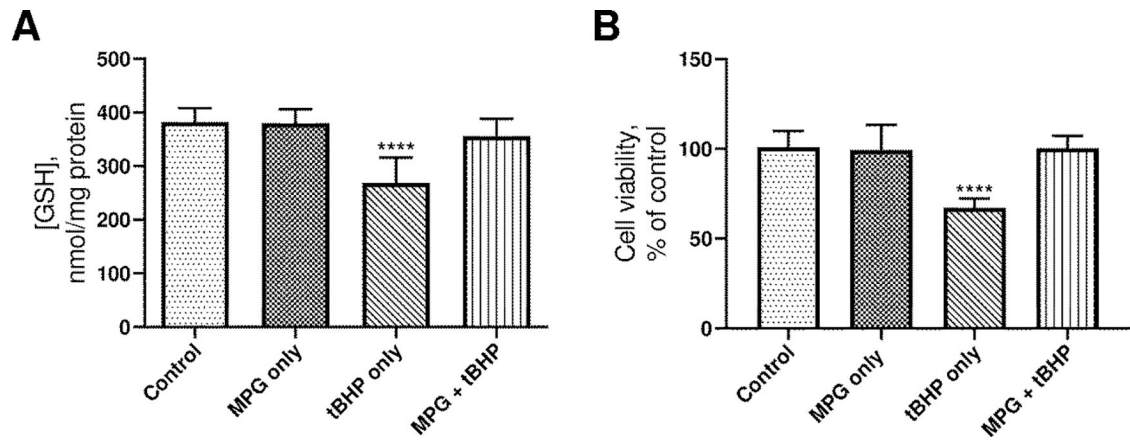 A
[GSH],
nmol/mg protein
500
400
300
200
100
0
****
Control
MPG only
tBHP only
MPG + tBHP
B
Cell viability,
% of control
150
100
50
0
****
Control
MPG only
tBHP only
MPG + tBHP